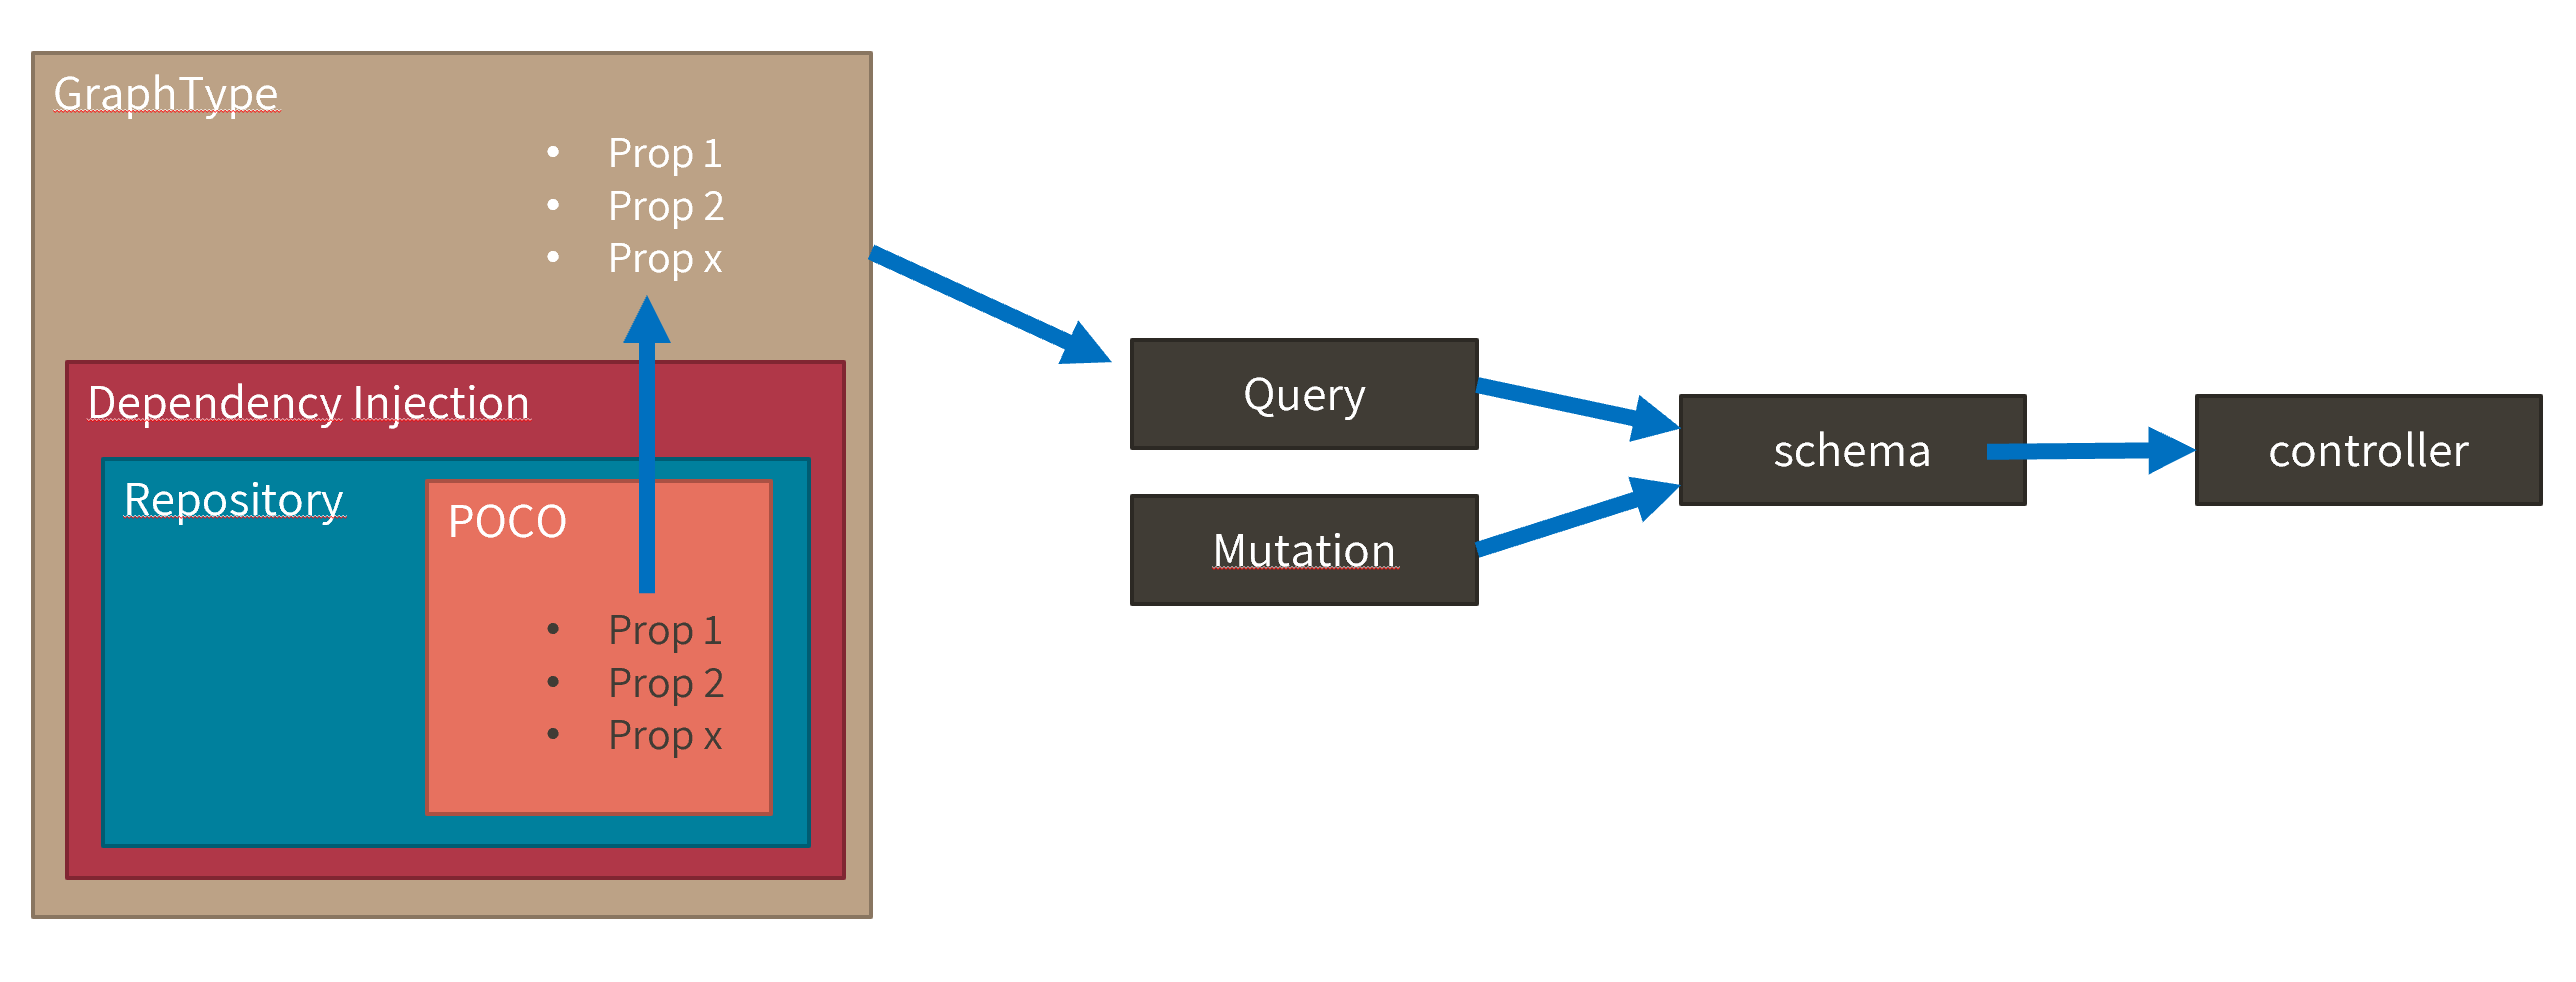 GraphType
• Prop 1
• Prop 2
• Prop x
Dependency Injection
Repository
POCO
• Prop 1
• Prop 2
• Prop x
Query
Mutation
schema
controller